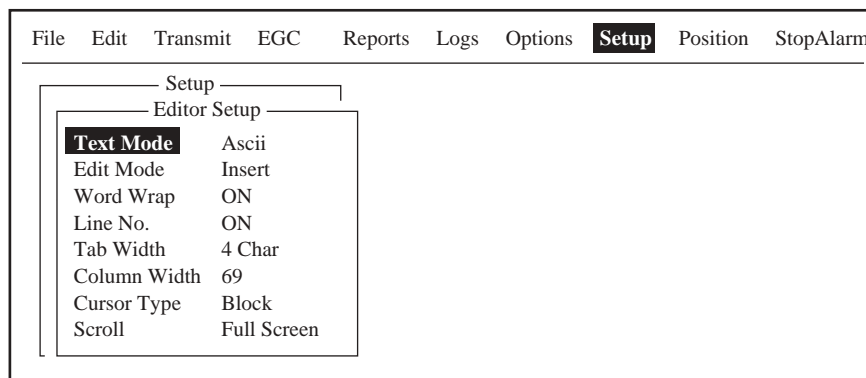 File Edit Transmit EGC Reports Logs Options Setup Position StopAlarm
Setup
Editor Setup
Text Mode Ascii
Edit Mode Insert
Word Wrap ON
Line No. ON
Tab Width 4 Char
Column Width 69
Cursor Type Block
Scroll Full Screen